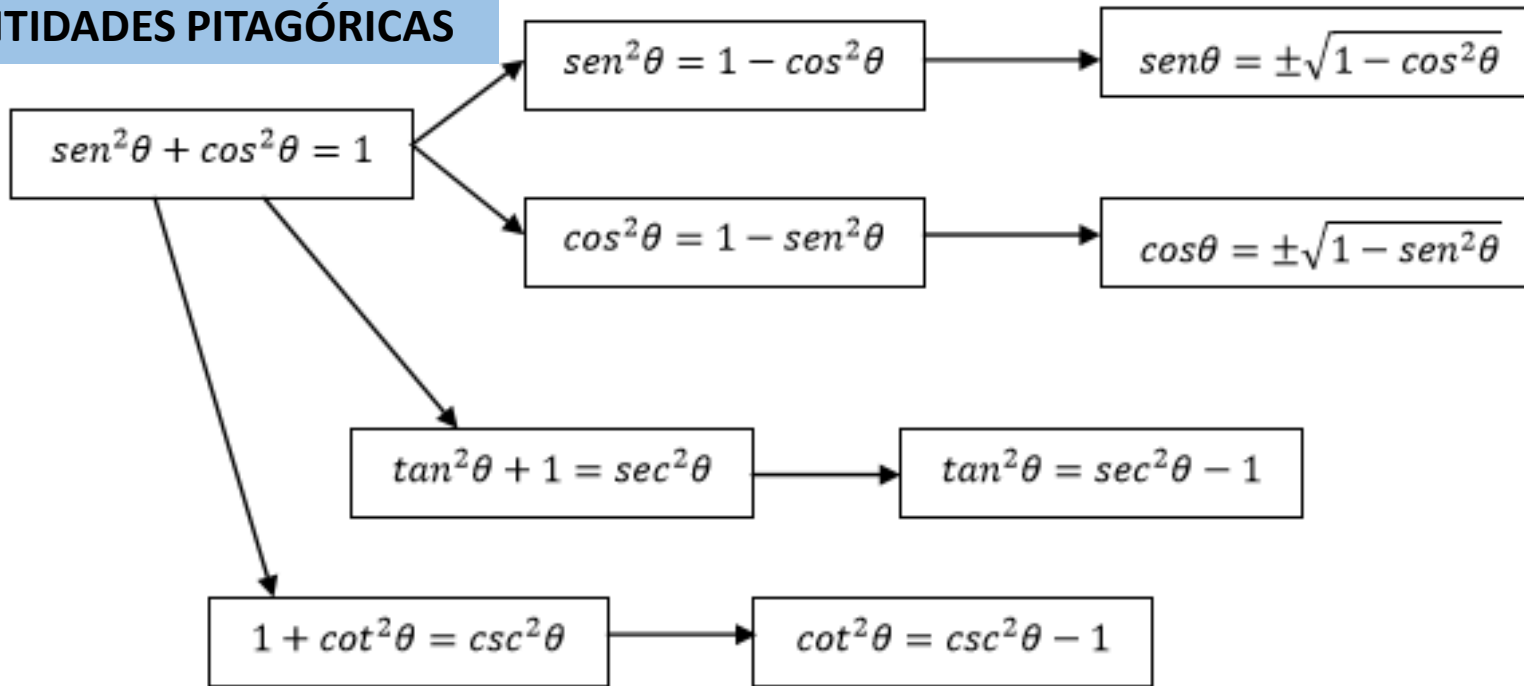 NTIDADES PITAGÓRICAS
sen²θ + cos²θ = 1
sen²θ = 1 − cos²θ
senθ = ±√(1 − cos²θ)
cos²θ = 1 − sen²θ
cosθ = ±√(1 − sen²θ)
tan²θ + 1 = sec²θ
tan²θ = sec²θ − 1
1 + cot²θ = csc²θ
cot²θ = csc²θ − 1